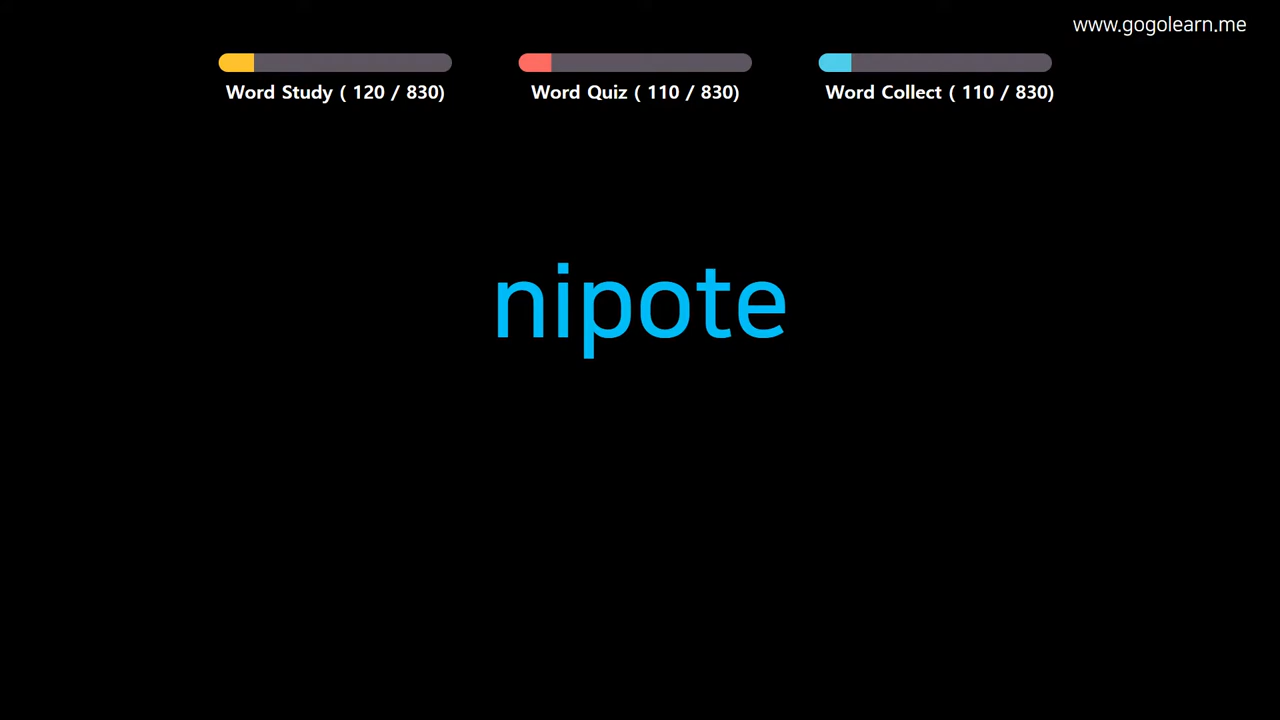 www.gogolearn.me
Word Study ( 120 / 830)
Word Quiz ( 110 / 830)
Word Collect ( 110 / 830)
nipote